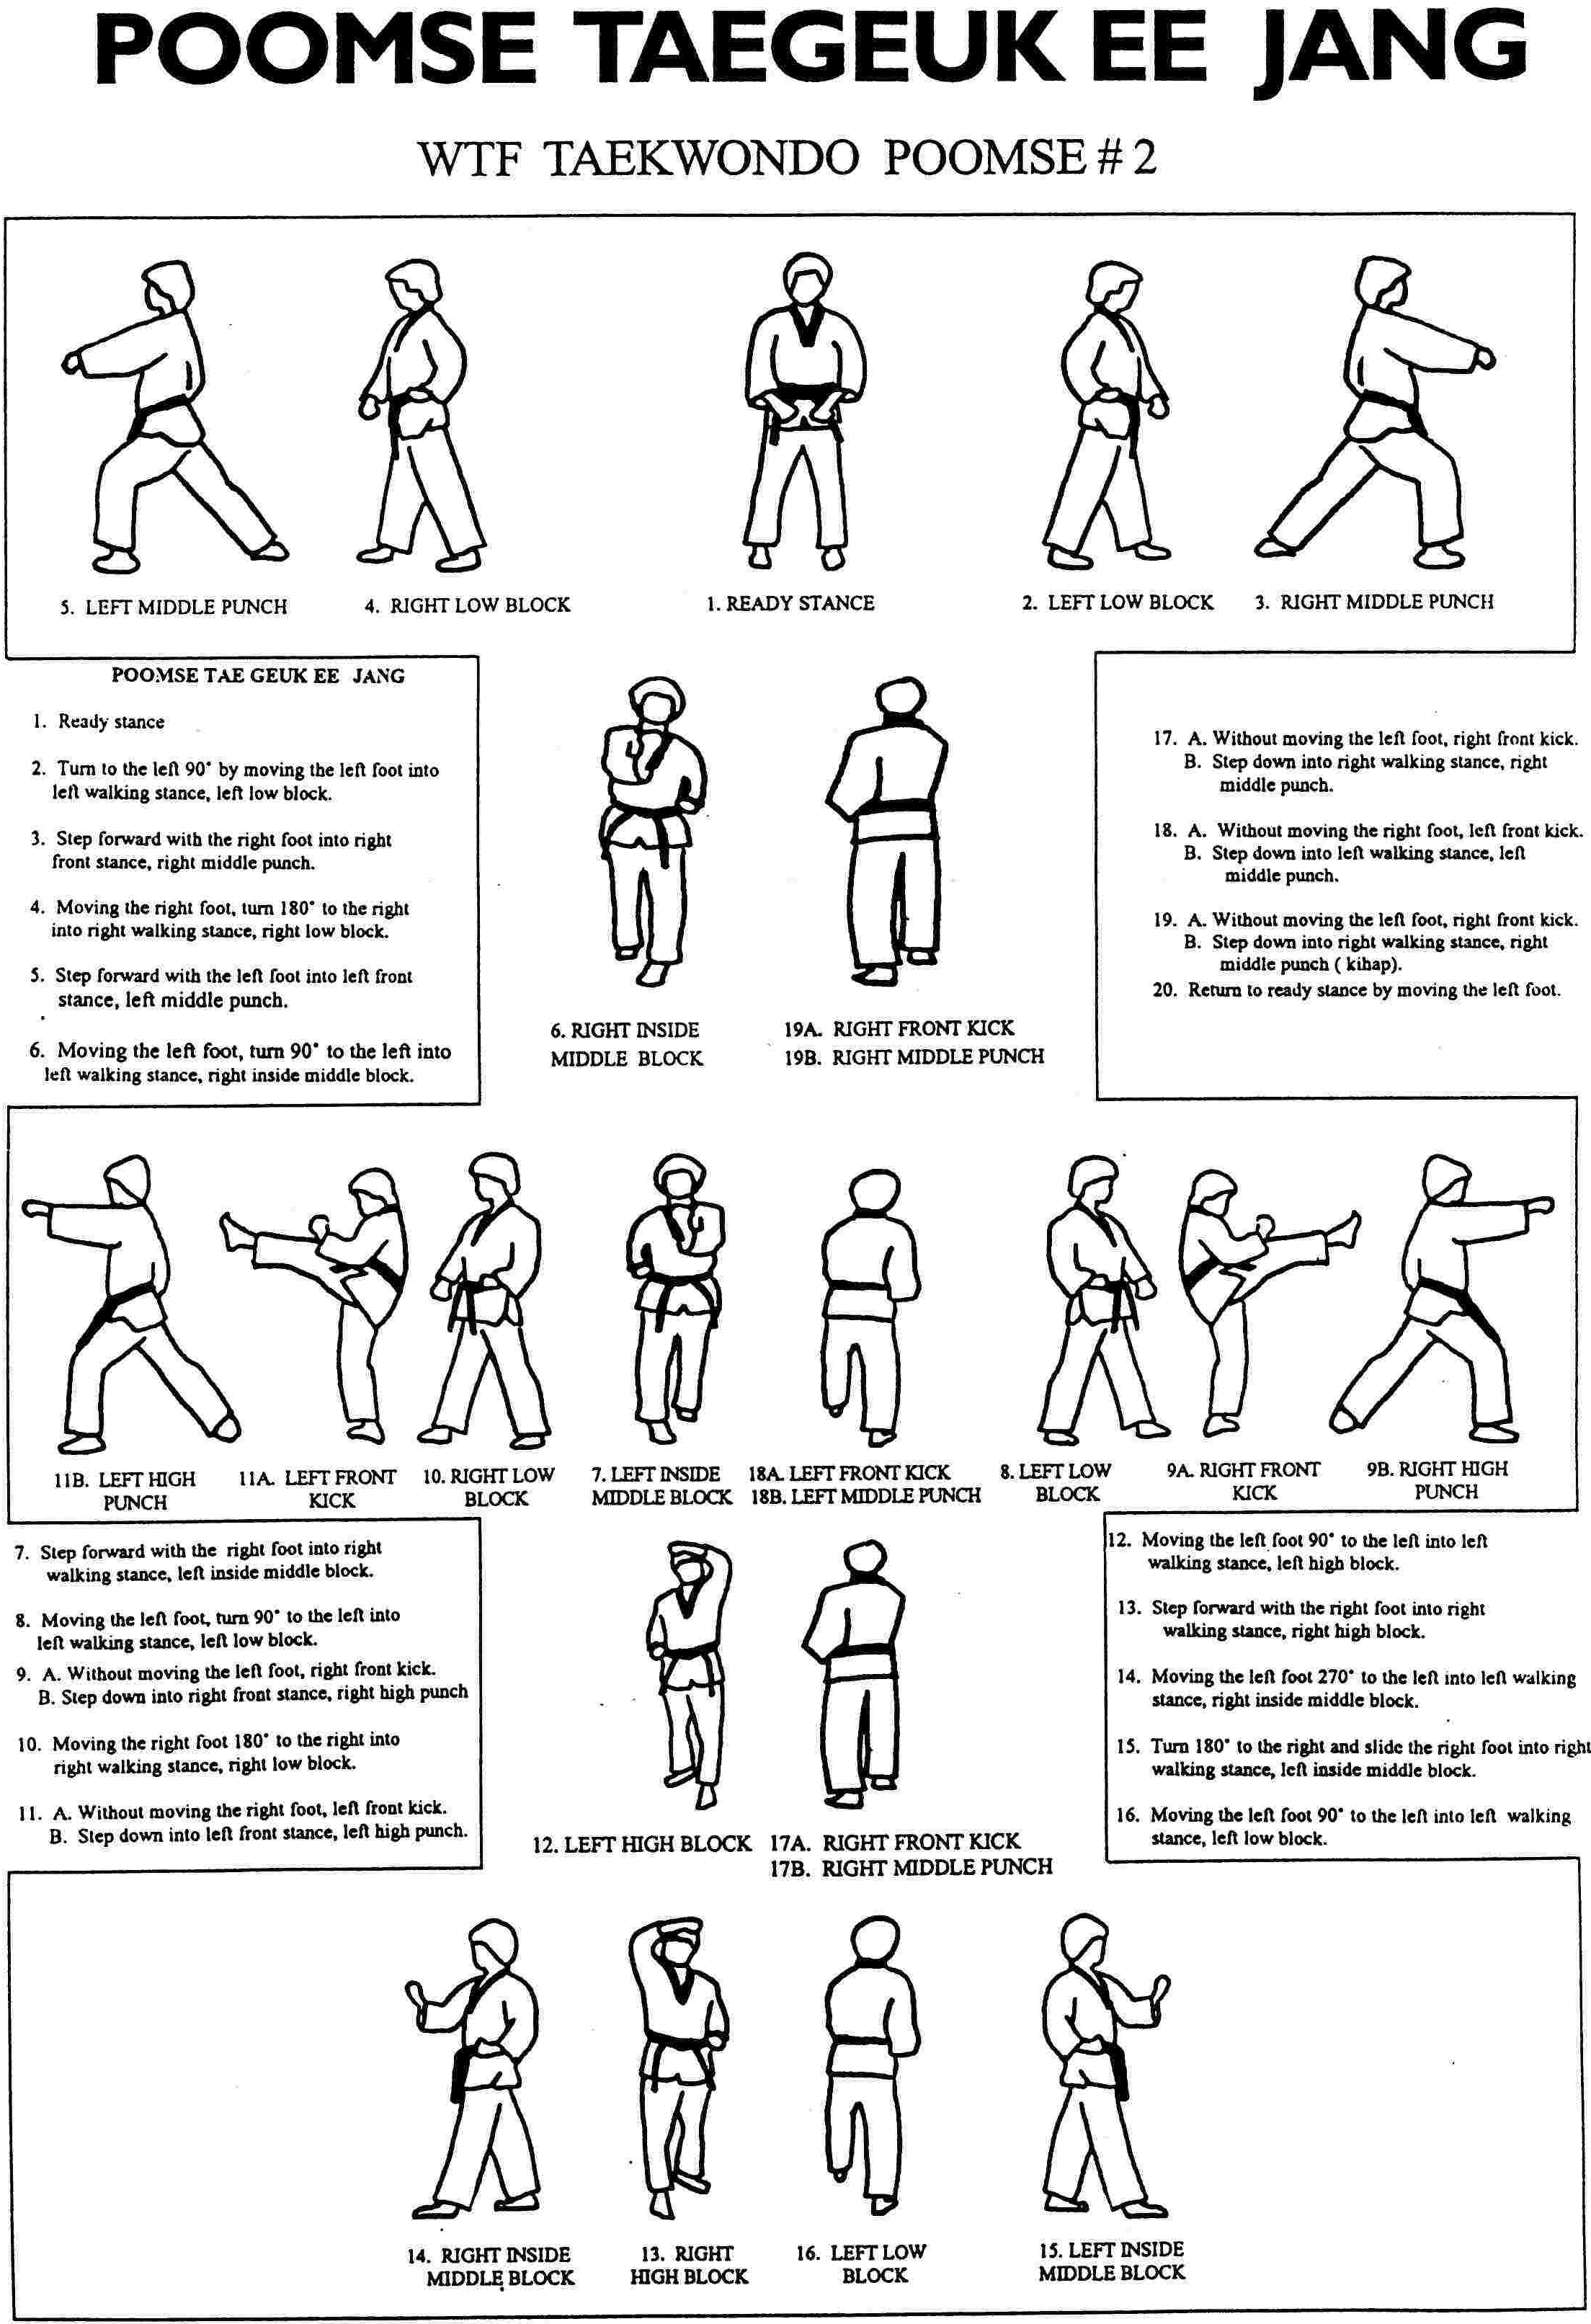 POOMSE TAEGEUK EE JANG
WTF TAEKWONDO POOMSE # 2
5. LEFT MIDDLE PUNCH
4. RIGHT LOW BLOCK
1. READY STANCE
2. LEFT LOW BLOCK
3. RIGHT MIDDLE PUNCH
POOMSE TAE GEUK EE JANG
1. Ready stance
2. Turn to the left 90° by moving the left foot into
left walking stance, left low block.
3. Step forward with the right foot into right
front stance, right middle punch.
4. Moving the right foot, turn 180° to the right
into right walking stance, right low block.
5. Step forward with the left foot into left front
stance, left middle punch.
6. Moving the left foot, turn 90° to the left into
left walking stance, right inside middle block.
6. RIGHT INSIDE
MIDDLE BLOCK
19A. RIGHT FRONT KICK
19B. RIGHT MIDDLE PUNCH
17. A. Without moving the left foot, right front kick.
B. Step down into right walking stance, right
middle punch.
18. A. Without moving the right foot, left front kick.
B. Step down into left walking stance, left
middle punch.
19. A. Without moving the left foot, right front kick.
B. Step down into right walking stance, right
middle punch ( kihap).
20. Return to ready stance by moving the left foot.
11B. LEFT HIGH
PUNCH
11A. LEFT FRONT
KICK
10. RIGHT LOW
BLOCK
7. LEFT INSIDE
MIDDLE BLOCK
18A. LEFT FRONT KICK
18B. LEFT MIDDLE PUNCH
8. LEFT LOW
BLOCK
9A. RIGHT FRONT
KICK
9B. RIGHT HIGH
PUNCH
7. Step forward with the right foot into right
walking stance, left inside middle block.
8. Moving the left foot, turn 90° to the left into
left walking stance, left low block.
9. A. Without moving the left foot, right front kick.
B. Step down into right front stance, right high punch
10. Moving the right foot 180° to the right into
right walking stance, right low block.
11. A. Without moving the right foot, left front kick.
B. Step down into left front stance, left high punch.
12. LEFT HIGH BLOCK
17A. RIGHT FRONT KICK
17B. RIGHT MIDDLE PUNCH
12. Moving the left foot 90° to the left into left
walking stance, left high block.
13. Step forward with the right foot into right
walking stance, right high block.
14. Moving the left foot 270° to the left into left walking
stance, right inside middle block.
15. Turn 180° to the right and slide the right foot into right
walking stance, left inside middle block.
16. Moving the left foot 90° to the left into left walking
stance, left low block.
14. RIGHT INSIDE
MIDDLE BLOCK
13. RIGHT
HIGH BLOCK
16. LEFT LOW
BLOCK
15. LEFT INSIDE
MIDDLE BLOCK